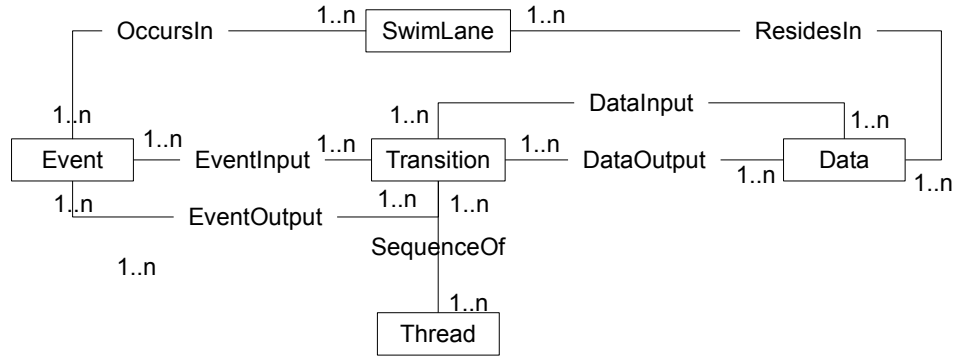 1..n 1..n
OccursIn SwimLane ResidesIn
DataInput
1..n 1..n 1..n
1..n 1..n 1..n
Event EventInput Transition DataOutput Data
1..n 1..n
1..n 1..n 1..n
EventOutput
SequenceOf
1..n
1..n
Thread